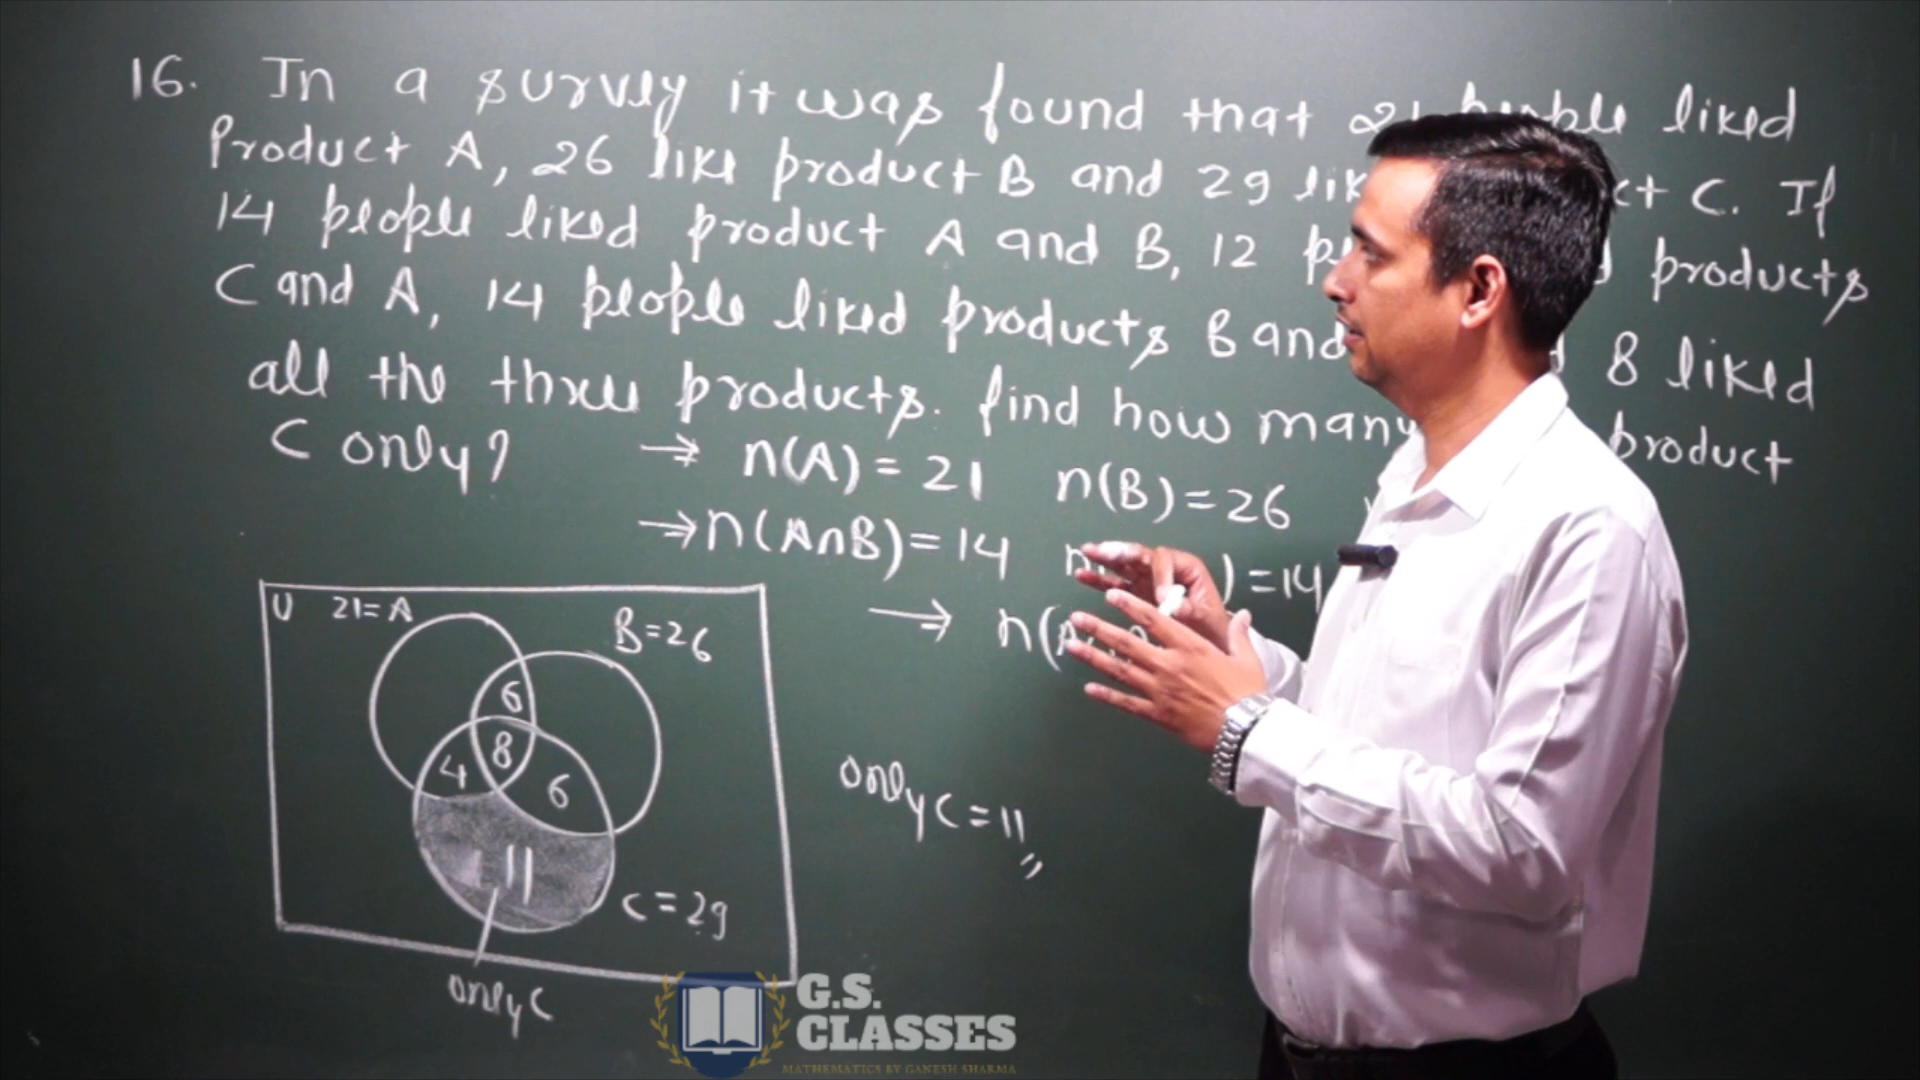 16. In a survey it was found that 21 people liked
Product A, 26 like product B and 29 lik ct C. If
14 people liked product A and B, 12 p d products
C and A, 14 people liked products B and d 8 liked
all the three products. find how many product
C only?
→ n(A) = 21 n(B) = 26
→ n(A∩B) = 14 n ) = 14
→ n(A
U 21=A
B=26
6
8
4
6
11
C=29
only C
only C = 11
G.S.
CLASSES
MATHEMATICS BY GANESH SHARMA